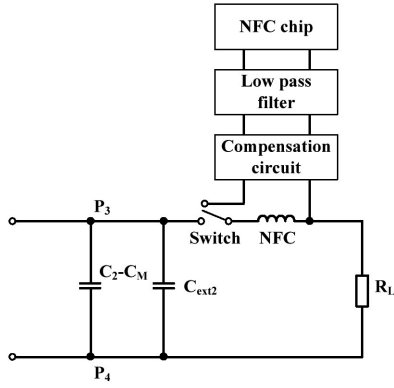 NFC chip
Low pass
filter
Compensation
circuit
P3
Switch
NFC
C2-CM
Cext2
RL
P4